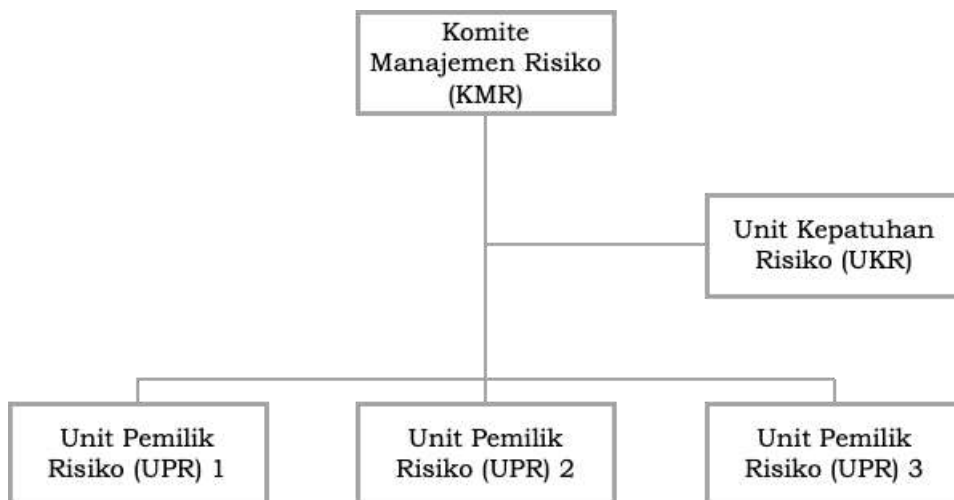 Komite
Manajemen Risiko
(KMR)
Unit Kepatuhan
Risiko (UKR)
Unit Pemilik
Risiko (UPR) 1
Unit Pemilik
Risiko (UPR) 2
Unit Pemilik
Risiko (UPR) 3